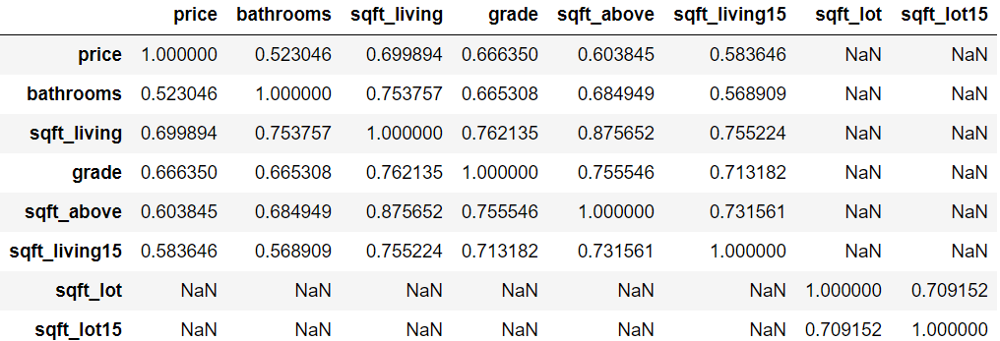 price bathrooms sqft_living grade sqft_above sqft_living15 sqft_lot sqft_lot15
price 1.000000 0.523046 0.699894 0.666350 0.603845 0.583646 NaN NaN
bathrooms 0.523046 1.000000 0.753757 0.665308 0.684949 0.568909 NaN NaN
sqft_living 0.699894 0.753757 1.000000 0.762135 0.875652 0.755224 NaN NaN
grade 0.666350 0.665308 0.762135 1.000000 0.755546 0.713182 NaN NaN
sqft_above 0.603845 0.684949 0.875652 0.755546 1.000000 0.731561 NaN NaN
sqft_living15 0.583646 0.568909 0.755224 0.713182 0.731561 1.000000 NaN NaN
sqft_lot NaN NaN NaN NaN NaN NaN 1.000000 0.709152
sqft_lot15 NaN NaN NaN NaN NaN NaN 0.709152 1.000000